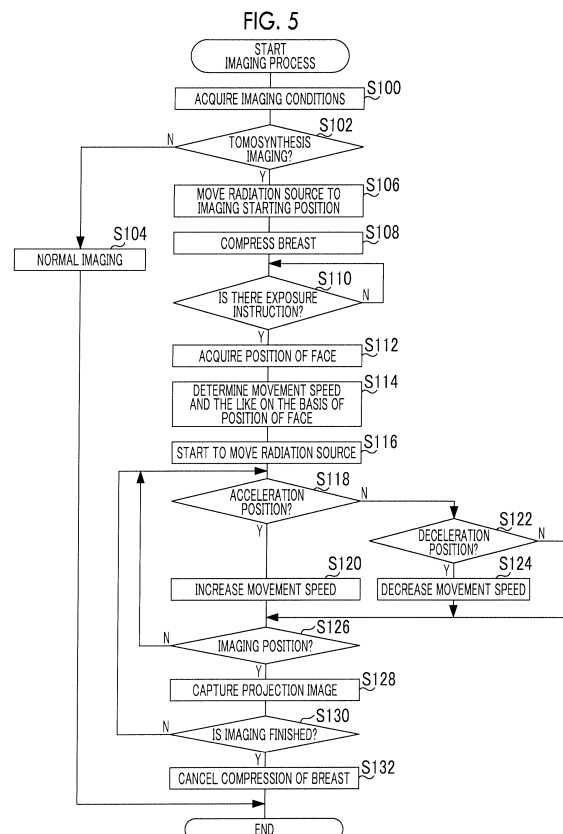 FIG. 5
START
IMAGING PROCESS
S100
ACQUIRE IMAGING CONDITIONS
S102
N
TOMOSYNTHESIS
IMAGING?
Y
S106
MOVE RADIATION SOURCE TO
IMAGING STARTING POSITION
S104
NORMAL IMAGING
S108
COMPRESS BREAST
S110
IS THERE EXPOSURE
INSTRUCTION?
N
Y
S112
ACQUIRE POSITION OF FACE
S114
DETERMINE MOVEMENT SPEED
AND THE LIKE ON THE BASIS OF
POSITION OF FACE
S116
START TO MOVE RADIATION SOURCE
S118
ACCELERATION
POSITION?
N
Y
S122
DECELERATION
POSITION?
N
Y
S120
INCREASE MOVEMENT SPEED
S124
DECREASE MOVEMENT SPEED
S126
N
IMAGING POSITION?
Y
S128
CAPTURE PROJECTION IMAGE
S130
N
IS IMAGING FINISHED?
Y
S132
CANCEL COMPRESSION OF BREAST
END